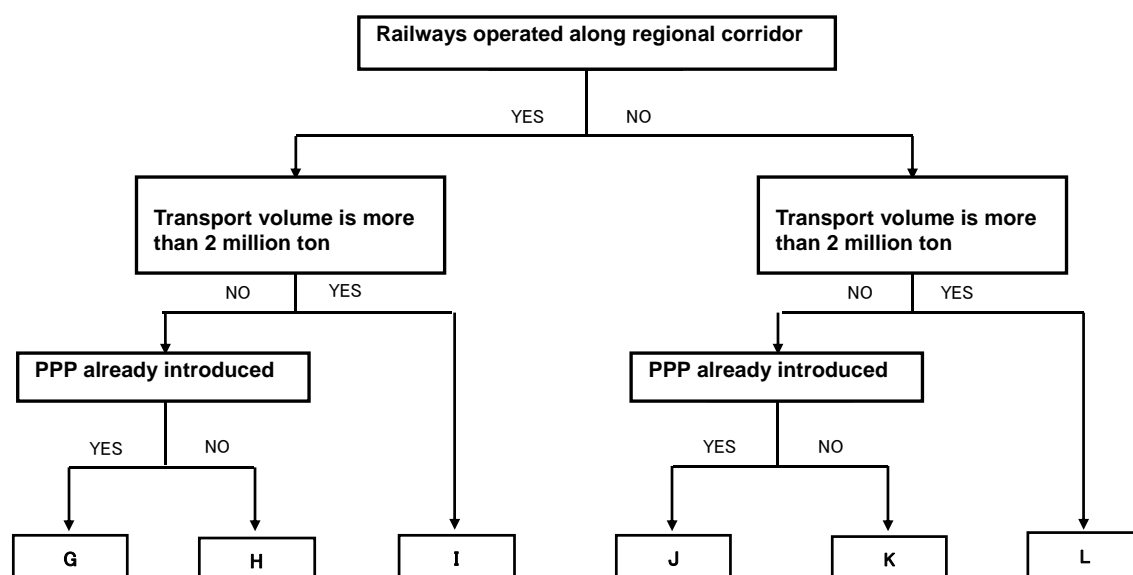 Railways operated along regional corridor
YES NO
Transport volume is more
than 2 million ton
Transport volume is more
than 2 million ton
NO YES
NO YES
PPP already introduced
PPP already introduced
YES NO
YES NO
G H I J K L